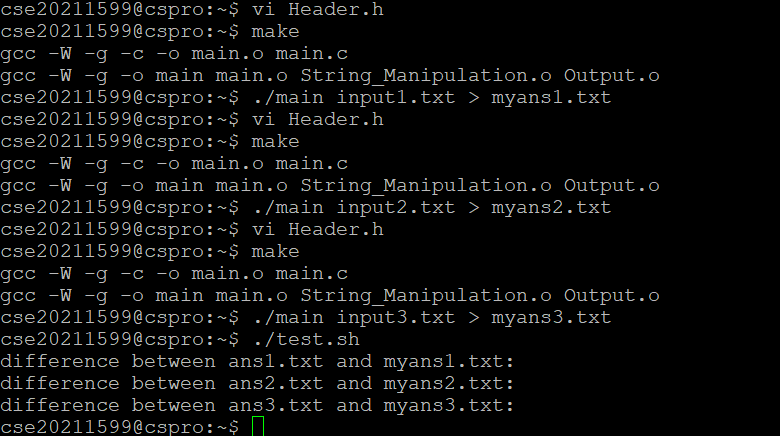 cse20211599@cspro:~$ vi Header.h
cse20211599@cspro:~$ make
gcc -W -g -c -o main.o main.c
gcc -W -g -o main main.o String_Manipulation.o Output.o
cse20211599@cspro:~$ ./main input1.txt > myans1.txt
cse20211599@cspro:~$ vi Header.h
cse20211599@cspro:~$ make
gcc -W -g -c -o main.o main.c
gcc -W -g -o main main.o String_Manipulation.o Output.o
cse20211599@cspro:~$ ./main input2.txt > myans2.txt
cse20211599@cspro:~$ vi Header.h
cse20211599@cspro:~$ make
gcc -W -g -c -o main.o main.c
gcc -W -g -o main main.o String_Manipulation.o Output.o
cse20211599@cspro:~$ ./main input3.txt > myans3.txt
cse20211599@cspro:~$ ./test.sh
difference between ans1.txt and myans1.txt:
difference between ans2.txt and myans2.txt:
difference between ans3.txt and myans3.txt:
cse20211599@cspro:~$